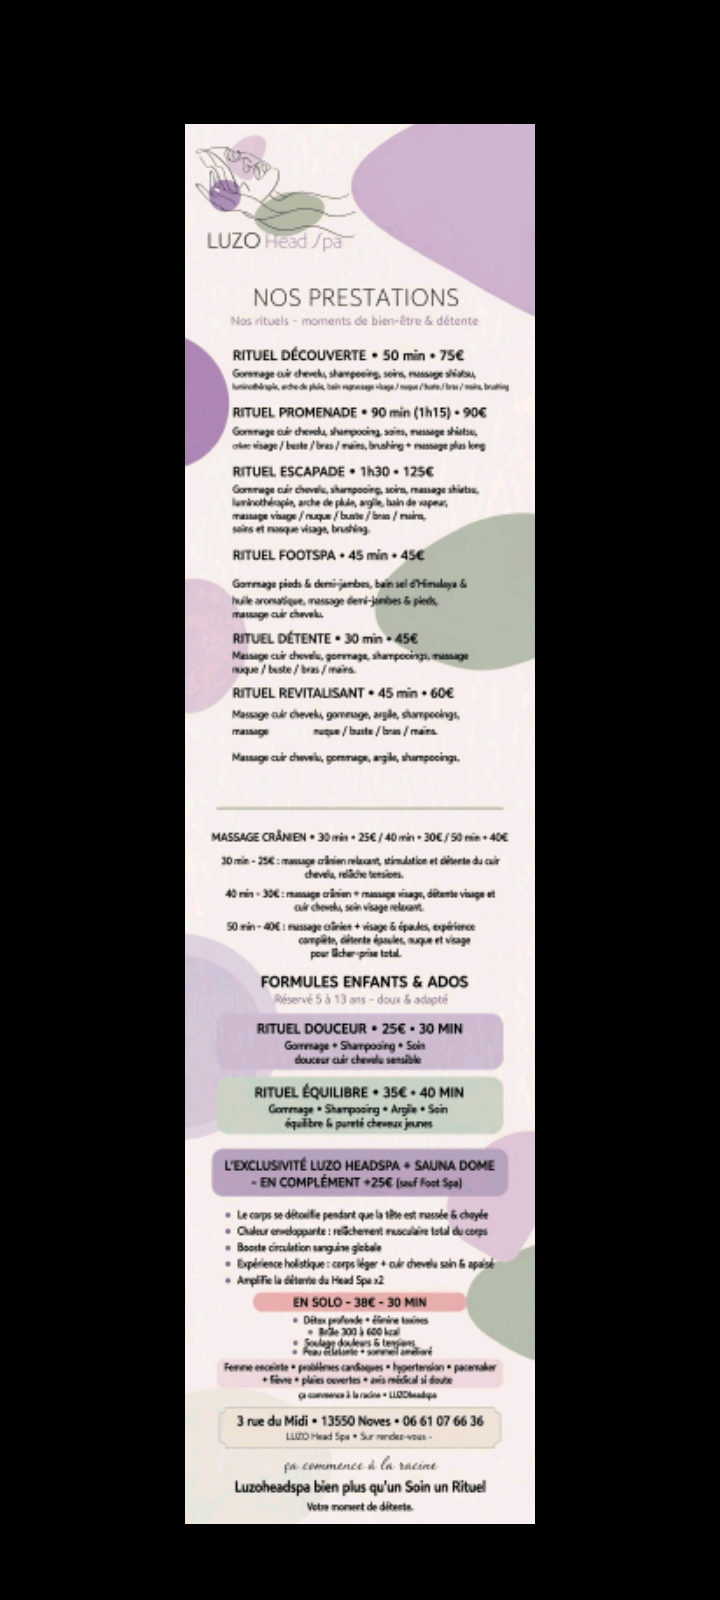 LUZO Head Spa
NOS PRESTATIONS
Nos rituels - moments de bien-être & détente
RITUEL DÉCOUVERTE • 50 min • 75€
Gommage cuir chevelu, shampooing, soins, massage shiatsu,
luminothérapie, arche de pluie, bain visage / nuque / buste / bras / mains, brushing
RITUEL PROMENADE • 90 min (1h15) • 90€
Gommage cuir chevelu, shampooing, soins, massage shiatsu,
visage / buste / bras / mains, brushing + massage plus long
RITUEL ESCAPADE • 1h30 • 125€
Gommage cuir chevelu, shampooing, soins, massage shiatsu,
luminothérapie, arche de pluie, argile, bain de vapeur,
massage visage / nuque / buste / bras / mains,
soins et masque visage, brushing.
RITUEL FOOTSPA • 45 min • 45€
Gommage pieds & demi-jambes, bain sel d'Himalaya &
huile aromatique, massage demi-jambes & pieds,
massage cuir chevelu.
RITUEL DÉTENTE • 30 min • 45€
Massage cuir chevelu, gommage, shampooings, massage
nuque / buste / bras / mains.
RITUEL REVITALISANT • 45 min • 60€
Massage cuir chevelu, gommage, argile, shampooings,
massage nuque / buste / bras / mains.
Massage cuir chevelu, gommage, argile, shampooings.
MASSAGE CRÂNIEN • 30 min • 25€ / 40 min • 30€ / 50 min • 40€
30 min - 25€ : massage crânien relaxant, stimulation et détente du cuir
chevelu, relâche tensions.
40 min - 30€ : massage crânien + massage visage, détente visage et
cuir chevelu, soin visage relaxant.
50 min - 40€ : massage crânien + visage & épaules, expérience
complète, détente épaules, nuque et visage
pour lâcher-prise total.
FORMULES ENFANTS & ADOS
Réservé 5 à 13 ans - doux & adapté
RITUEL DOUCEUR • 25€ • 30 MIN
Gommage • Shampooing • Soin
douceur cuir chevelu sensible
RITUEL ÉQUILIBRE • 35€ • 40 MIN
Gommage • Shampooing • Argile • Soin
équilibre & pureté cheveux jeunes
L'EXCLUSIVITÉ LUZO HEADSPA + SAUNA DOME
- EN COMPLÉMENT +25€ (sauf Foot Spa)
• Le corps se détoxifie pendant que la tête est massée & choyée
• Chaleur enveloppante : relâchement musculaire total du corps
• Booste circulation sanguine globale
• Expérience holistique : corps léger + cuir chevelu sain & apaisé
• Amplifie la détente du Head Spa x2
EN SOLO - 38€ - 30 MIN
• Détox profonde • élimine toxines
• Brûle 300 à 600 kcal
• Soulage douleurs & tensions
• Peau éclatante + sommeil amélioré
Femme enceinte • problèmes cardiaques • hypertension • pacemaker
• fièvre • plaies ouvertes • avis médical si doute
ça commence à la racine • LUZOheadspa
3 rue du Midi • 13550 Noves • 06 61 07 66 36
LUZO Head Spa • Sur rendez-vous -
ça commence à la racine
Luzoheadspa bien plus qu'un Soin un Rituel
Votre moment de détente.